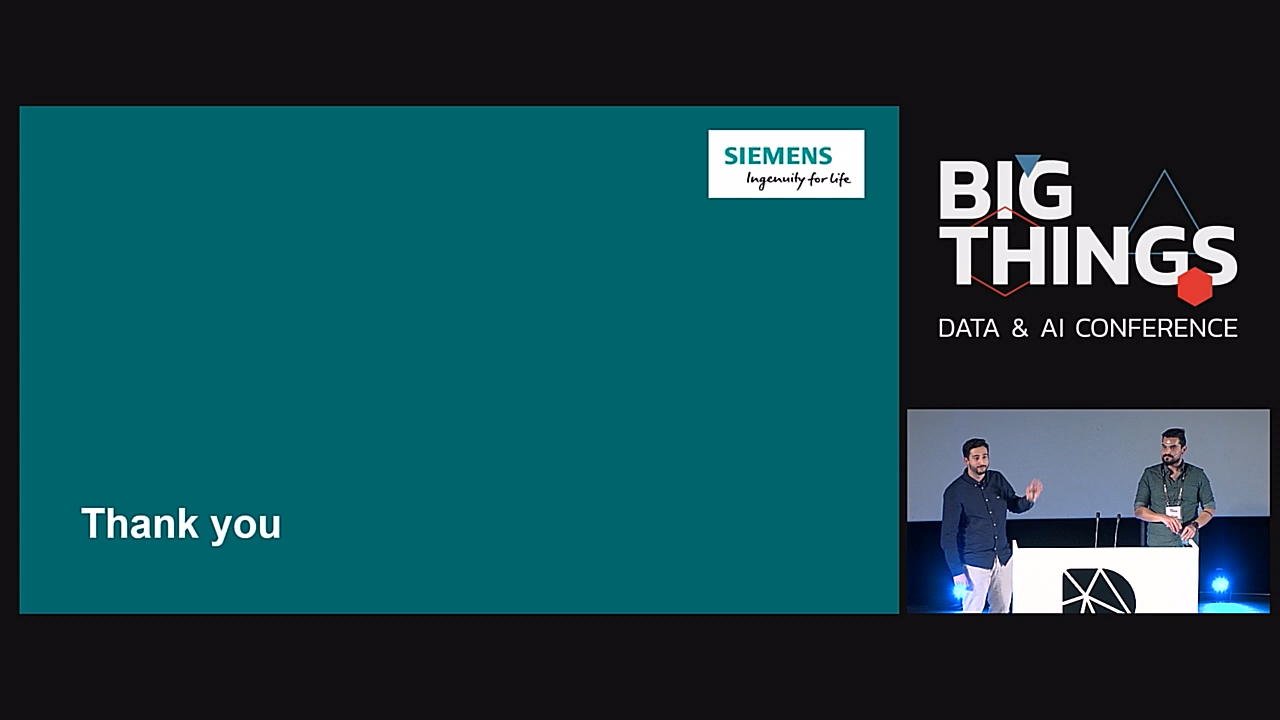 SIEMENS
Ingenuity for life
Thank you
BIG
THINGS
DATA & AI CONFERENCE